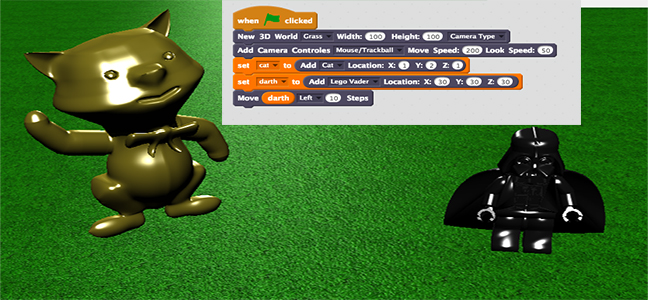 when clicked
New 3D World Grass Width: 100 Height: 100 Camera Type
Add Camera Controles Mouse/Trackball Move Speed: 200 Look Speed: 50
set cat to Add Cat Location: X: 1 Y: 2 Z: 1
set darth to Add Lego Vader Location: X: 30 Y: 30 Z: 30
Move darth Left 10 Steps